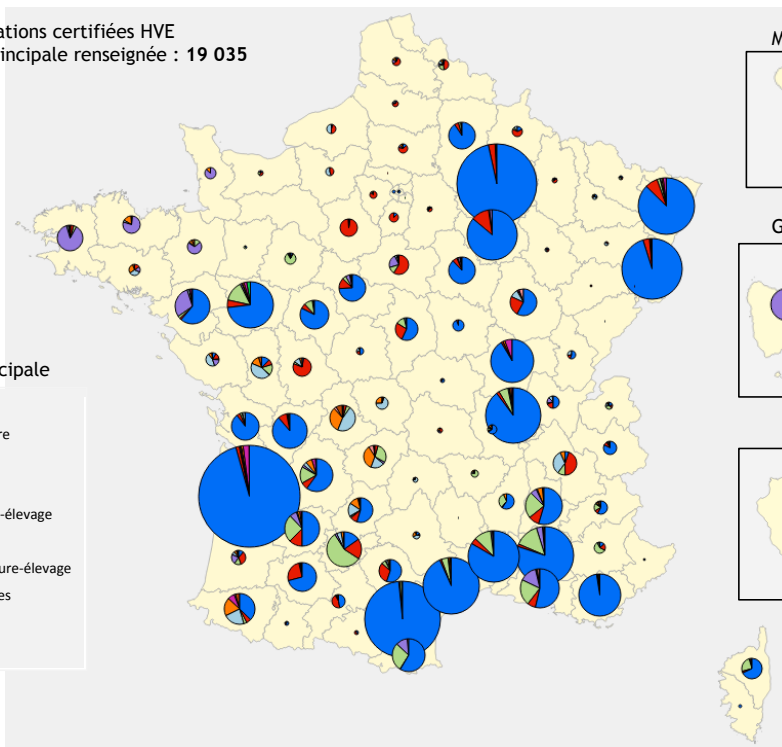 ations certifiées HVE
incipale renseignée : 19 035
M
G
cipale
re
-élevage
ure-élevage
es